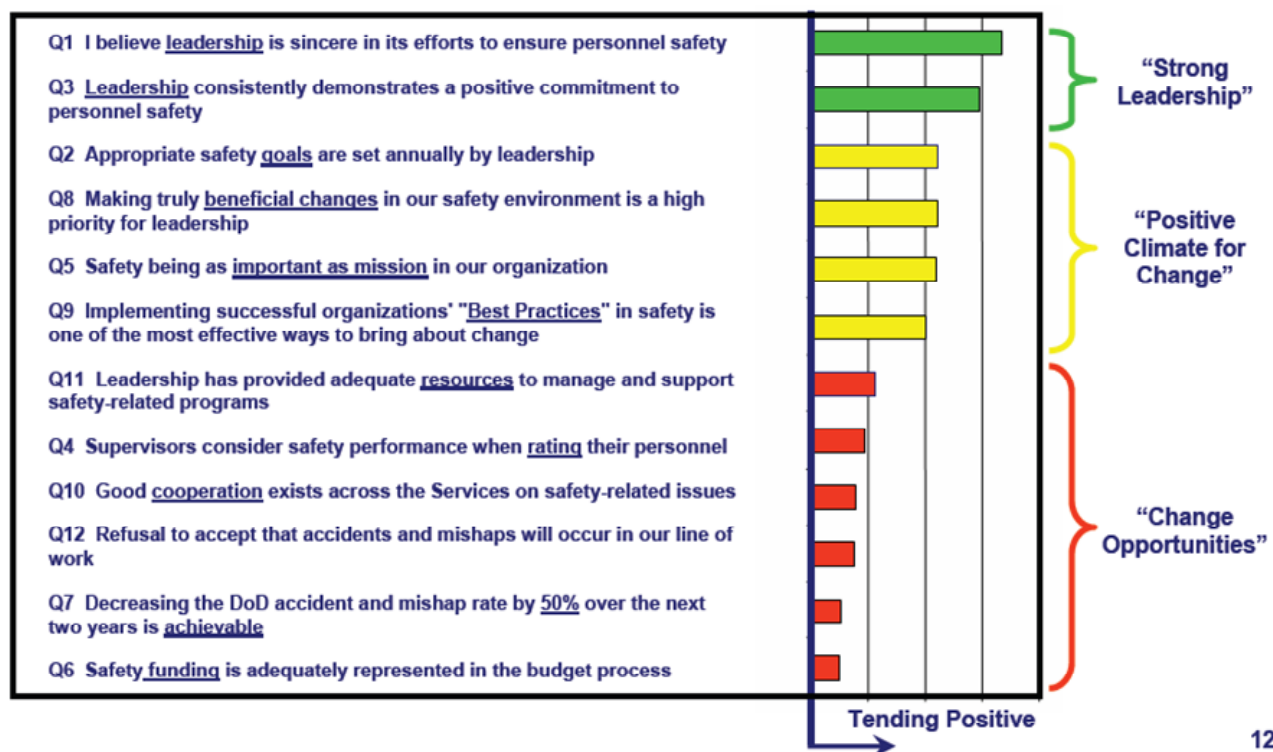 Q1 I believe leadership is sincere in its efforts to ensure personnel safety
Q3 Leadership consistently demonstrates a positive commitment to
personnel safety
Q2 Appropriate safety goals are set annually by leadership
Q8 Making truly beneficial changes in our safety environment is a high
priority for leadership
Q5 Safety being as important as mission in our organization
Q9 Implementing successful organizations' "Best Practices" in safety is
one of the most effective ways to bring about change
Q11 Leadership has provided adequate resources to manage and support
safety-related programs
Q4 Supervisors consider safety performance when rating their personnel
Q10 Good cooperation exists across the Services on safety-related issues
Q12 Refusal to accept that accidents and mishaps will occur in our line of
work
Q7 Decreasing the DoD accident and mishap rate by 50% over the next
two years is achievable
Q6 Safety funding is adequately represented in the budget process
“Strong
Leadership”
“Positive
Climate for
Change”
“Change
Opportunities”
Tending Positive
12